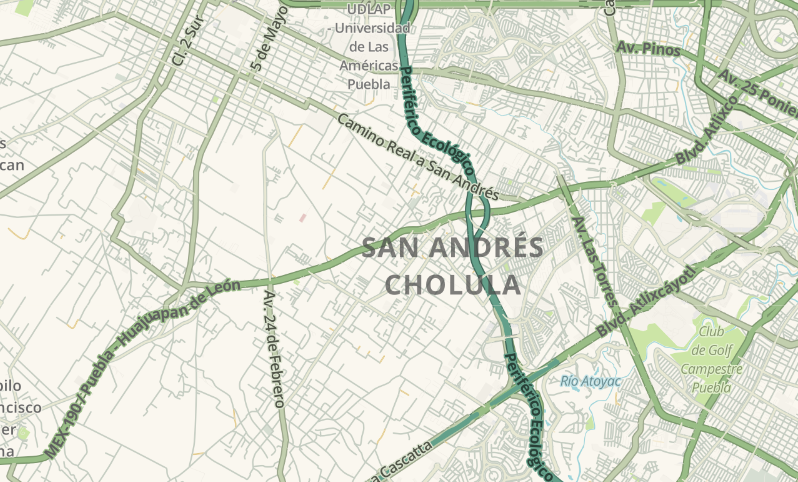 UDLAP
- Universidad
de Las
Américas
Puebla
Cl. 2 Sur
5 de Mayo
Av. Pinos
Av. 25 Ponien
Blvd. Atlixco
Periférico Ecológico
Camino Real a San Andrés
can
SAN ANDRÉS
CHOLULA
Av. Las Torres
Blvd. Atlixcáyotl
MEX-190 / Puebla - Huajuapan de León
Av. 24 de Febrero
Club
de Golf
Campestre
Puebla
Río Atoyac
Periférico Ecológico
Cascatta